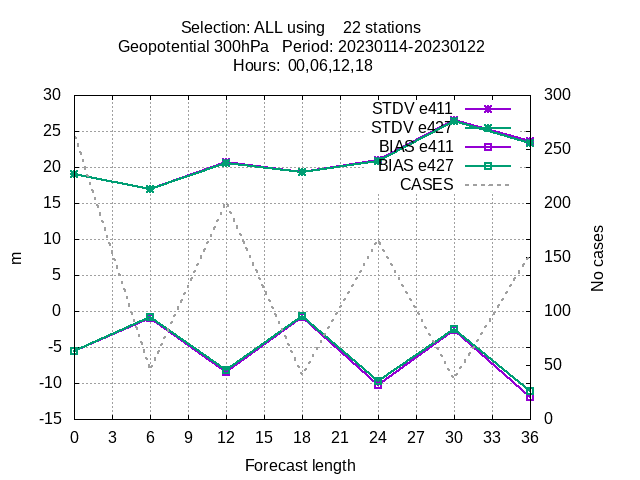 Selection: ALL using    22 stations
Geopotential 300hPa   Period: 20230114-20230122
Hours:  00,06,12,18
30
25
20
15
10
5
0
-5
-10
-15
m
STDV e411
STDV e427
BIAS e411
BIAS e427
CASES
300
250
200
150
100
50
0
No cases
0 3 6 9 12 15 18 21 24 27 30 33 36
Forecast length